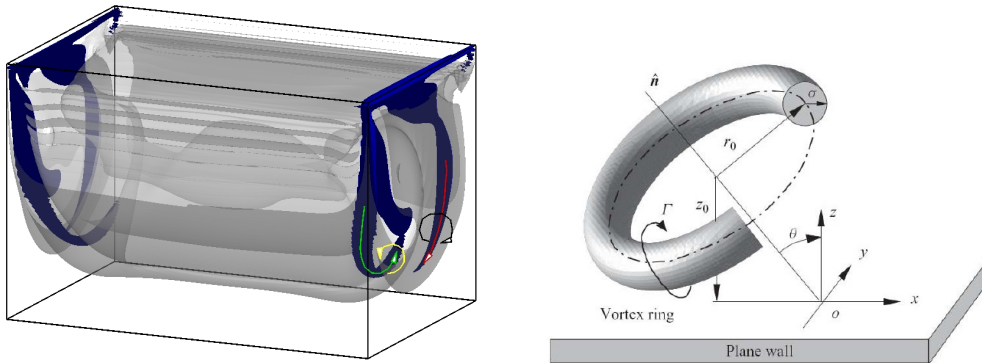 n̂
σ
r₀
z₀
Γ
θ
z
y
x
o
Vortex ring
Plane wall